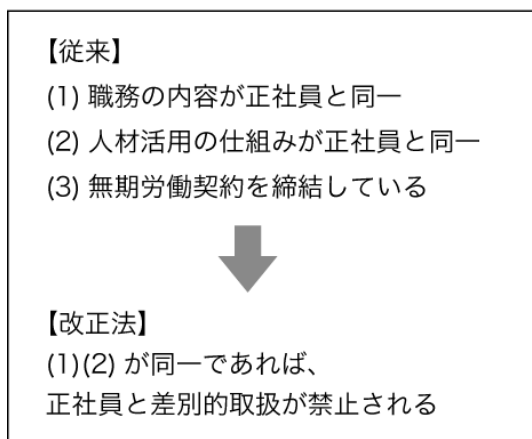 【従来】
(1) 職務の内容が正社員と同一
(2) 人材活用の仕組みが正社員と同一
(3) 無期労働契約を締結している
【改正法】
(1)(2) が同一であれば、
正社員と差別的取扱が禁止される